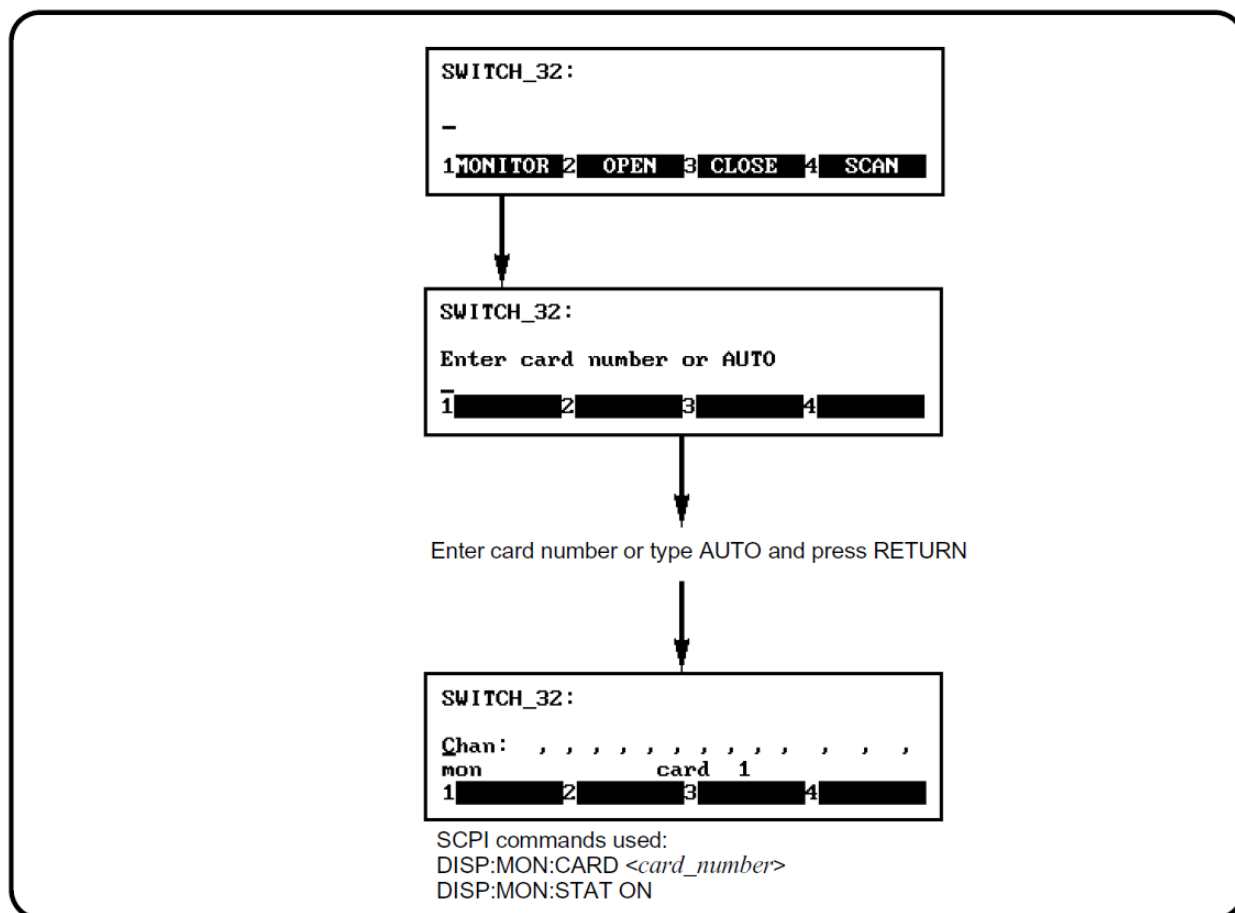 SWITCH_32:
_
1 MONITOR 2 OPEN 3 CLOSE 4 SCAN
SWITCH_32:
Enter card number or AUTO
1 2 3 4
Enter card number or type AUTO and press RETURN
SWITCH_32:
Chan: , , , , , , , , , , , , ,
mon card 1
1 2 3 4
SCPI commands used:
DISP:MON:CARD <card_number>
DISP:MON:STAT ON